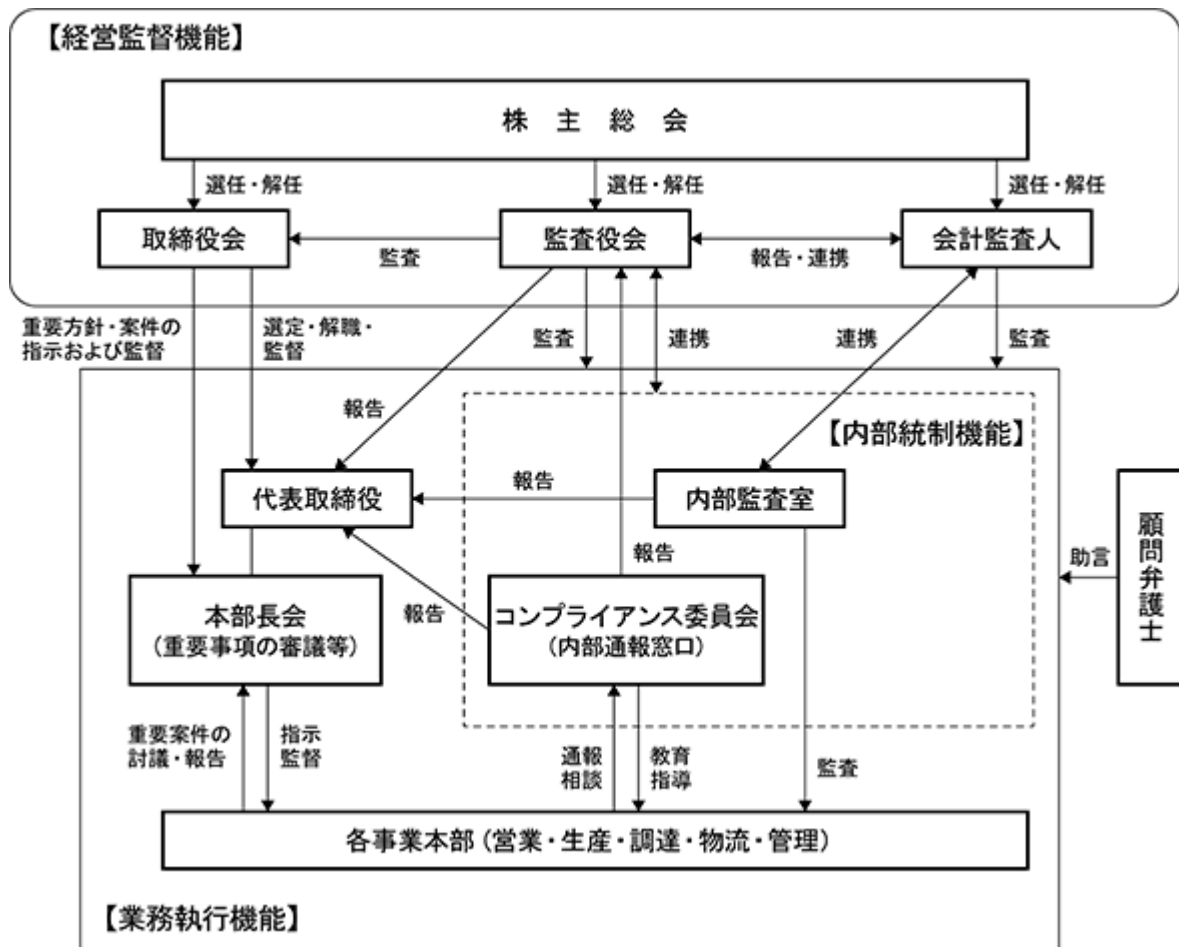 【経営監督機能】
株主総会
選任・解任
選任・解任
選任・解任
取締役会
監査
監査役会
報告・連携
会計監査人
重要方針・案件の
指示および監督
選定・解職・
監督
監査
連携
連携
監査
報告
【内部統制機能】
代表取締役
報告
内部監査室
顧問弁護士
助言
報告
報告
本部長会
（重要事項の審議等）
コンプライアンス委員会
（内部通報窓口）
重要案件の
討議・報告
指示
監督
通報
相談
教育
指導
監査
各事業本部（営業・生産・調達・物流・管理）
【業務執行機能】